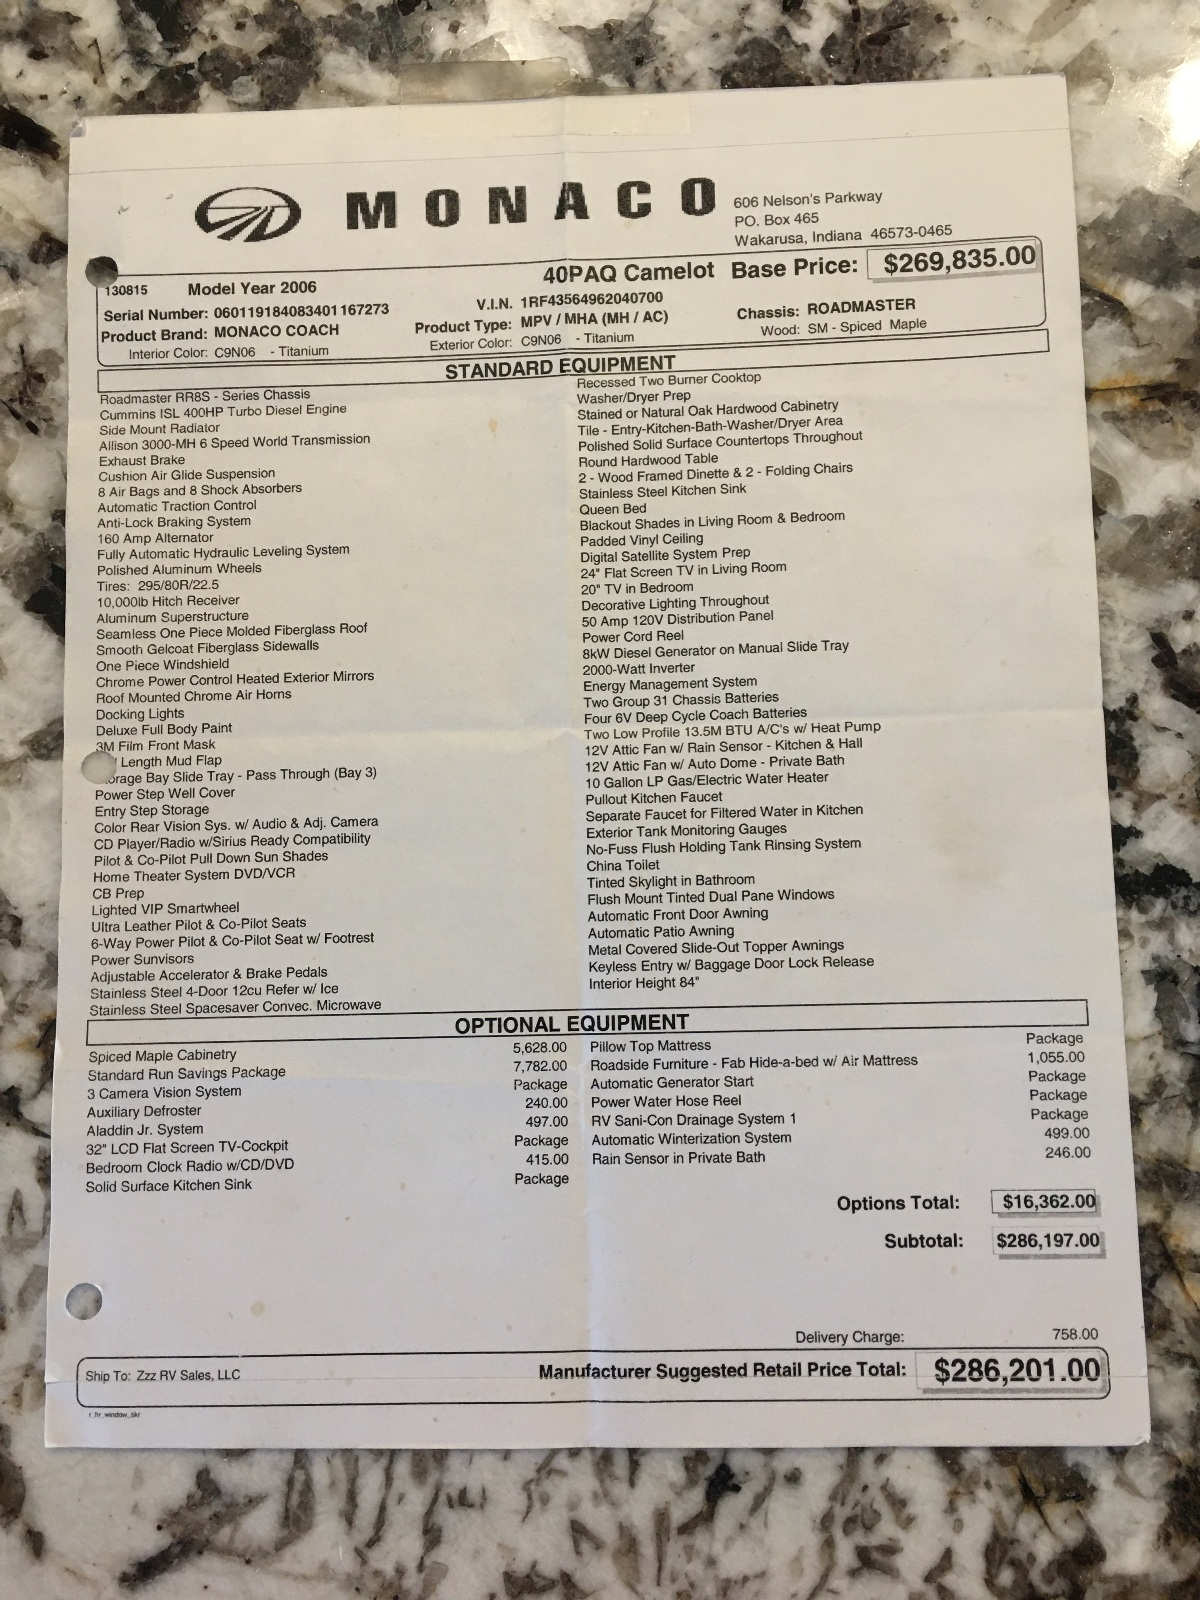 MONACO
606 Nelson's Parkway
PO. Box 465
Wakarusa, Indiana 46573-0465
40PAQ Camelot Base Price: $269,835.00
130815 Model Year 2006
Serial Number: 060119184083401167273
V.I.N. 1RF43564962040700
Chassis: ROADMASTER
Product Brand: MONACO COACH
Product Type: MPV / MHA (MH / AC)
Wood: SM - Spiced Maple
Interior Color: C9N06 - Titanium
Exterior Color: C9N06 - Titanium
STANDARD EQUIPMENT
Roadmaster RR8S - Series Chassis
Cummins ISL 400HP Turbo Diesel Engine
Side Mount Radiator
Allison 3000-MH 6 Speed World Transmission
Exhaust Brake
Cushion Air Glide Suspension
8 Air Bags and 8 Shock Absorbers
Automatic Traction Control
Anti-Lock Braking System
160 Amp Alternator
Fully Automatic Hydraulic Leveling System
Polished Aluminum Wheels
Tires: 295/80R/22.5
10,000lb Hitch Receiver
Aluminum Superstructure
Seamless One Piece Molded Fiberglass Roof
Smooth Gelcoat Fiberglass Sidewalls
One Piece Windshield
Chrome Power Control Heated Exterior Mirrors
Roof Mounted Chrome Air Horns
Docking Lights
Deluxe Full Body Paint
3M Film Front Mask
Length Mud Flap
orage Bay Slide Tray - Pass Through (Bay 3)
Power Step Well Cover
Entry Step Storage
Color Rear Vision Sys. w/ Audio & Adj. Camera
CD Player/Radio w/Sirius Ready Compatibility
Pilot & Co-Pilot Pull Down Sun Shades
Home Theater System DVD/VCR
CB Prep
Lighted VIP Smartwheel
Ultra Leather Pilot & Co-Pilot Seats
6-Way Power Pilot & Co-Pilot Seat w/ Footrest
Power Sunvisors
Adjustable Accelerator & Brake Pedals
Stainless Steel 4-Door 12cu Refer w/ Ice
Stainless Steel Spacesaver Convec. Microwave
Recessed Two Burner Cooktop
Washer/Dryer Prep
Stained or Natural Oak Hardwood Cabinetry
Tile - Entry-Kitchen-Bath-Washer/Dryer Area
Polished Solid Surface Countertops Throughout
Round Hardwood Table
2 - Wood Framed Dinette & 2 - Folding Chairs
Stainless Steel Kitchen Sink
Queen Bed
Blackout Shades in Living Room & Bedroom
Padded Vinyl Ceiling
Digital Satellite System Prep
24" Flat Screen TV in Living Room
20" TV in Bedroom
Decorative Lighting Throughout
50 Amp 120V Distribution Panel
Power Cord Reel
8kW Diesel Generator on Manual Slide Tray
2000-Watt Inverter
Energy Management System
Two Group 31 Chassis Batteries
Four 6V Deep Cycle Coach Batteries
Two Low Profile 13.5M BTU A/C's w/ Heat Pump
12V Attic Fan w/ Rain Sensor - Kitchen & Hall
12V Attic Fan w/ Auto Dome - Private Bath
10 Gallon LP Gas/Electric Water Heater
Pullout Kitchen Faucet
Separate Faucet for Filtered Water in Kitchen
Exterior Tank Monitoring Gauges
No-Fuss Flush Holding Tank Rinsing System
China Toilet
Tinted Skylight in Bathroom
Flush Mount Tinted Dual Pane Windows
Automatic Front Door Awning
Automatic Patio Awning
Metal Covered Slide-Out Topper Awnings
Keyless Entry w/ Baggage Door Lock Release
Interior Height 84"
OPTIONAL EQUIPMENT
Spiced Maple Cabinetry 5,628.00
Standard Run Savings Package 7,782.00
3 Camera Vision System Package
Auxiliary Defroster 240.00
Aladdin Jr. System 497.00
32" LCD Flat Screen TV-Cockpit Package
Bedroom Clock Radio w/CD/DVD 415.00
Solid Surface Kitchen Sink Package
Pillow Top Mattress Package
Roadside Furniture - Fab Hide-a-bed w/ Air Mattress 1,055.00
Automatic Generator Start Package
Power Water Hose Reel Package
RV Sani-Con Drainage System 1 Package
Automatic Winterization System 499.00
Rain Sensor in Private Bath 246.00
Options Total: $16,362.00
Subtotal: $286,197.00
Delivery Charge: 758.00
Ship To: Zzz RV Sales, LLC
Manufacturer Suggested Retail Price Total: $286,201.00